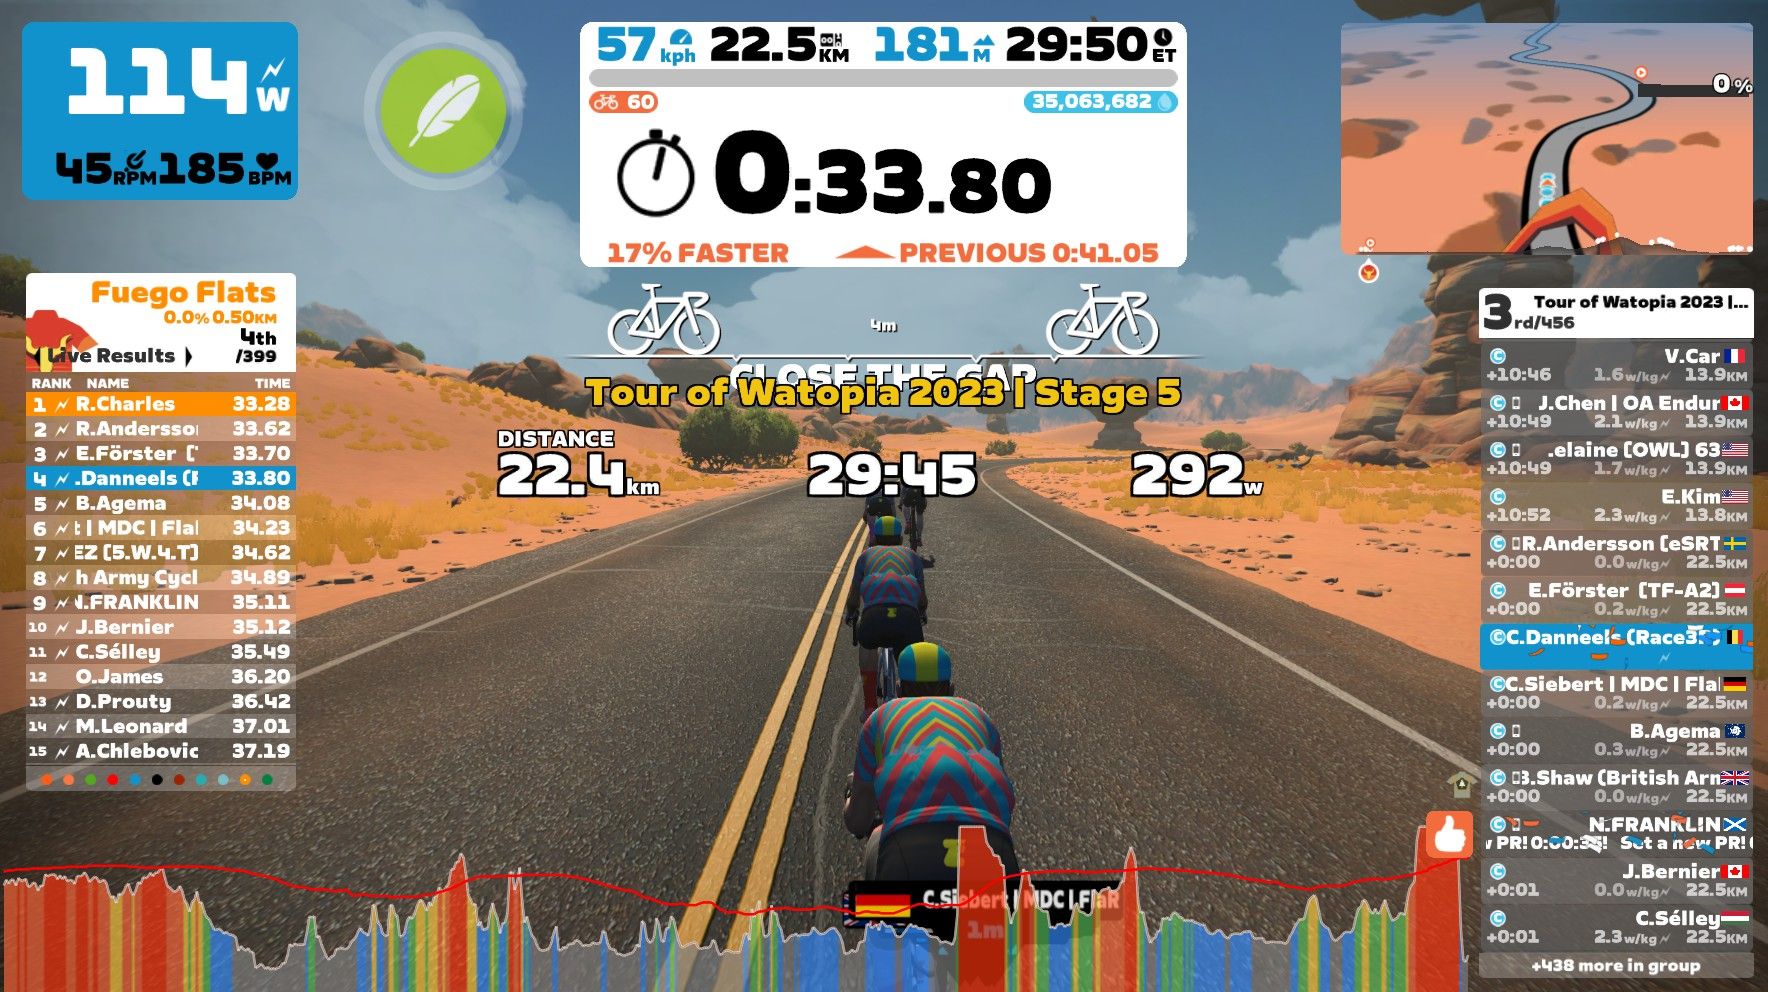 114 W
45 RPM 185 BPM
57 kph 22.5 KM 181 M 29:50 ET
60 35,063,682
0:33.80
17% FASTER PREVIOUS 0:41.05
4m
CLOSE THE GAP
Tour of Watopia 2023 | Stage 5
DISTANCE
22.4km 29:45 292w
0%
Fuego Flats
0.0% 0.50KM
4th
/399
Live Results
RANK NAME TIME
1 R.Charles 33.28
2 R.Andersso 33.62
3 E.Förster (' 33.70
4 .Danneels (F 33.80
5 B.Agema 34.08
6 t | MDC | Flal 34.23
7 EZ (5.W.4.T) 34.62
8 h Army Cycl 34.89
9 N.FRANKLIN 35.11
10 J.Bernier 35.12
11 C.Sélley 35.49
12 O.James 36.20
13 D.Prouty 36.42
14 M.Leonard 37.01
15 A.Chlebovic 37.19
3rd/456 Tour of Watopia 2023 |...
V.Car
+10:46 1.6w/kg 13.9KM
J.Chen | OA Endur
+10:49 2.1w/kg 13.9KM
.elaine (OWL) 63
+10:49 1.7w/kg 13.9KM
E.Kim
+10:52 2.3w/kg 13.8KM
R.Andersson (eSRT
+0:00 0.0w/kg 22.5KM
E.Förster (TF-A2)
+0:00 0.2w/kg 22.5KM
C.Danneels (Race3
C.Siebert | MDC | Flal
+0:00 0.2w/kg 22.5KM
B.Agema
+0:00 0.3w/kg 22.5KM
B.Shaw (British Arm
+0:00 0.0w/kg 22.5KM
N.FRANKLIN
PR! 0:00:35! Set a new PR!
J.Bernier
+0:01 0.0w/kg 22.5KM
C.Sélley
+0:01 2.3w/kg 22.5KM
+438 more in group
C.Siebert | MDC | FlaR
1m